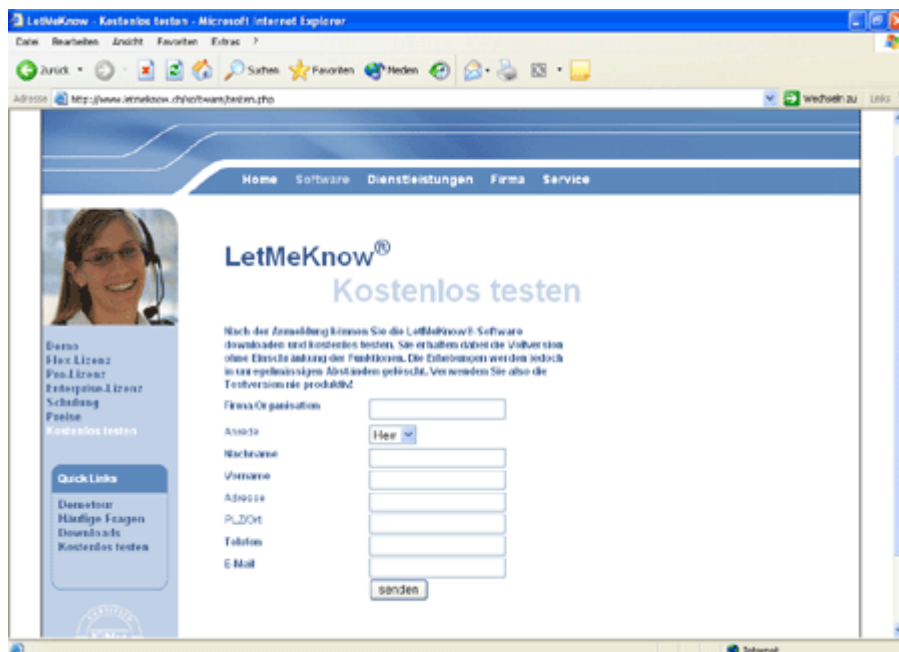 LetMeKnow - Kostenlos testen - Microsoft Internet Explorer
Datei Bearbeiten Ansicht Favoriten Extras ?
Zurück Suchen Favoriten Medien
Adresse http://www.letmeknow.ch/software/testen.php Wechseln zu Links
Home Software Dienstleistungen Firma Service
LetMeKnow®
Kostenlos testen
Nach der Anmeldung können Sie die LetMeKnow® Software
downloaden und kostenlos testen. Sie erhalten dabei die Vollversion
ohne Einschränkung der Funktionen. Die Erhebungen werden jedoch
in unregelmässigen Abständen gelöscht. Verwenden Sie also die
Testversion nie produktiv!
Demo
Flex Lizenz
Pro Lizenz
Enterprise-Lizenz
Schulung
Preise
Kostenlos testen
Quick Links
Demotour
Häufige Fragen
Downloads
Kostenlos testen
Firma/Organisation
Anrede Herr
Nachname
Vorname
Adresse
PLZ/Ort
Telefon
E-Mail
senden
Internet